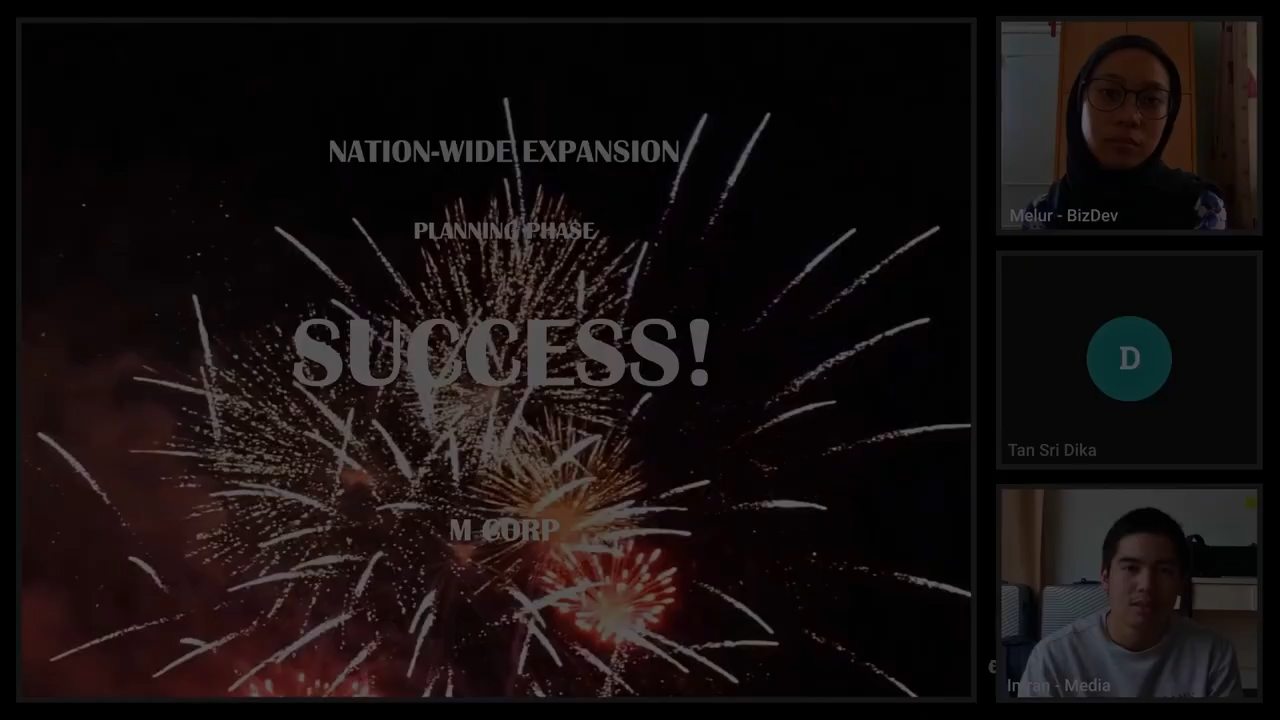 NATION-WIDE EXPANSION
PLANNING PHASE
SUCCESS!
M CORP
Melur - BizDev
D
Tan Sri Dika
Imran - Media